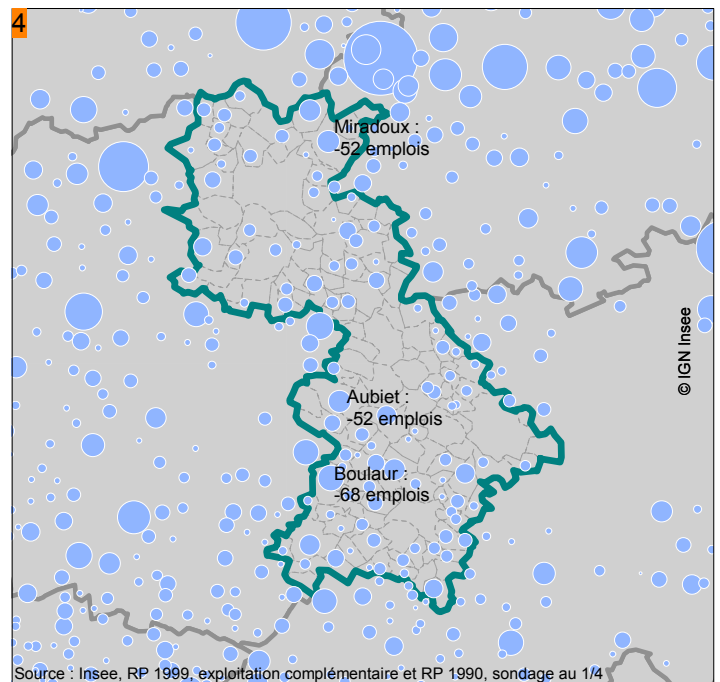 4
Miradoux :
-52 emplois
© IGN Insee
Aubiet :
-52 emplois
Boulaur :
-68 emplois
Source : Insee, RP 1999, exploitation complémentaire et RP 1990, sondage au 1/4